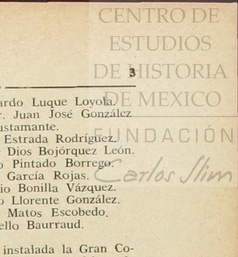 CENTRO DE
ESTUDIOS
DE HISTORIA
DE MEXICO
FUNDACIÓN
Carlos Slim
3
ardo Luque Loyola.
r. Juan José González
ustamante.
Estrada Rodríguez.
Dios Bojórquez León.
o Pintado Borrego.
García Rojas.
io Bonilla Vázquez.
o Llorente González.
Matos Escobedo.
ello Baurraud.
instalada la Gran Co-